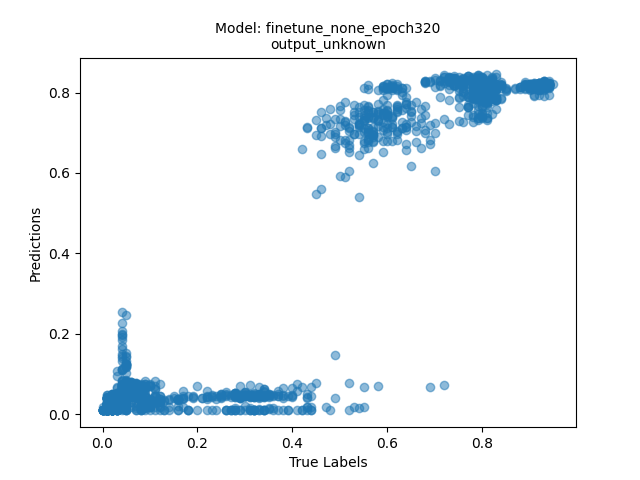 Model: finetune_none_epoch320
output_unknown
0.8
0.6
0.4
0.2
0.0
Predictions
0.0 0.2 0.4 0.6 0.8
True Labels